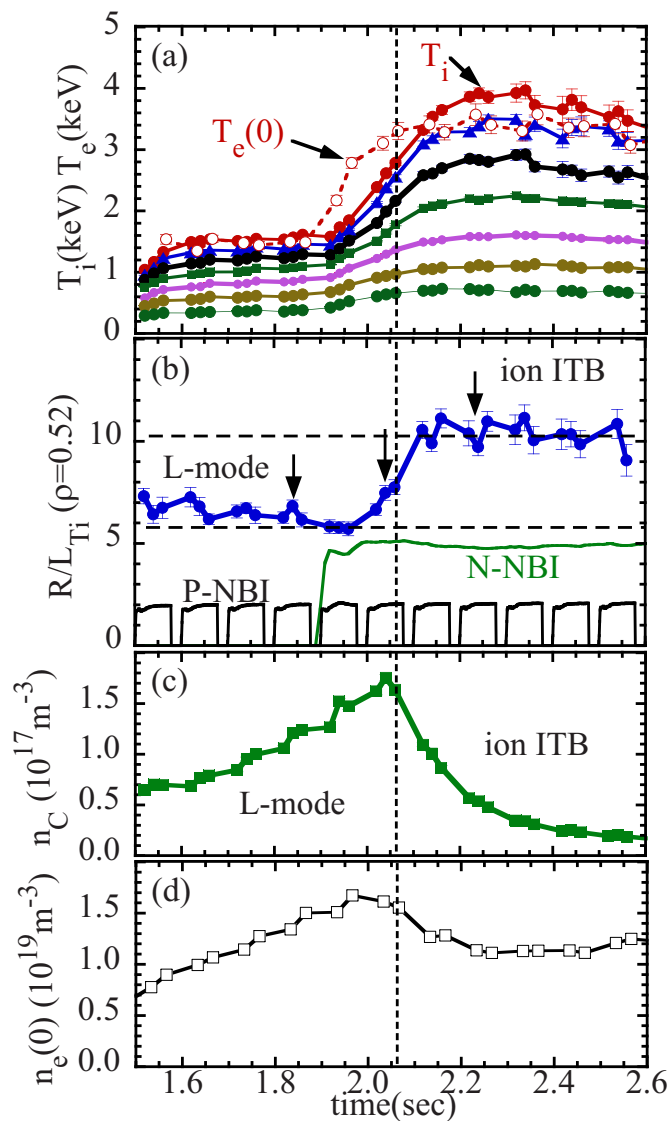 (a)
T_i(keV) T_e(keV)
5
4
3
2
1
0
T_i
T_e(0)
(b)
R/L_Ti (ρ=0.52)
10
5
0
ion ITB
L-mode
P-NBI
N-NBI
(c)
n_C (10^17 m^-3)
1.5
1.0
0.5
0.0
ion ITB
L-mode
(d)
n_e(0) (10^19 m^-3)
1.5
1.0
0.5
0.0
1.6 1.8 2.0 2.2 2.4 2.6
time(sec)